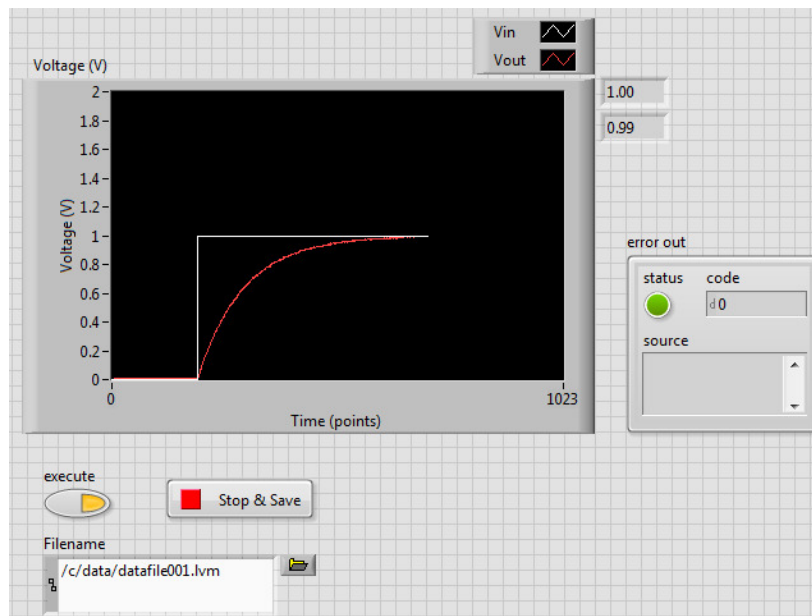 Vin
Vout
Voltage (V)
1.00
0.99
2
1.8
1.6
1.4
1.2
1
0.8
0.6
0.4
0.2
0
Voltage (V)
0
1023
Time (points)
error out
status
code
d 0
source
execute
Stop & Save
Filename
/c/data/datafile001.lvm